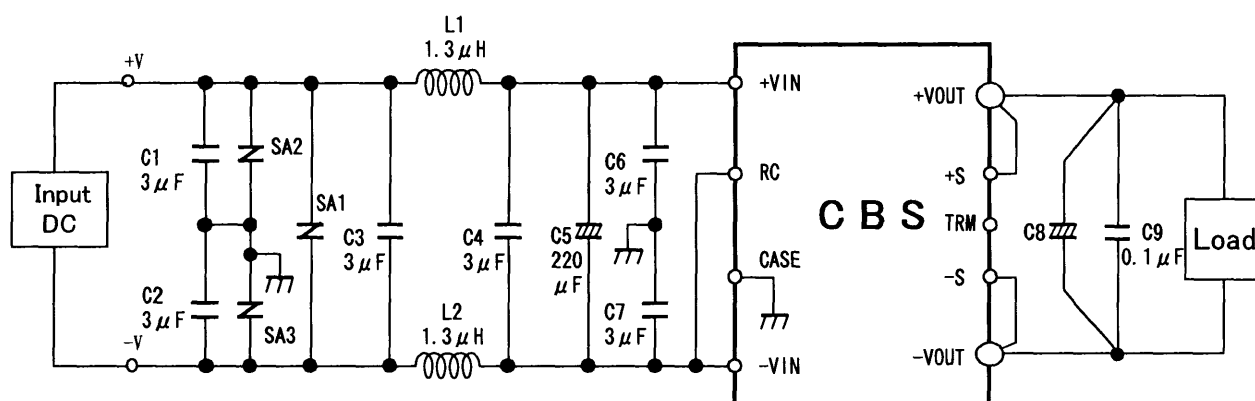 L1
1.3μH
+V
+VIN
+VOUT
C1
3μF
SA2
C6
3μF
RC
+S
Input
DC
SA1
CBS
C3
3μF
C4
3μF
C5
220
μF
TRM
C8
C9
0.1μF
Load
CASE
-S
C2
3μF
SA3
C7
3μF
L2
1.3μH
-V
-VIN
-VOUT